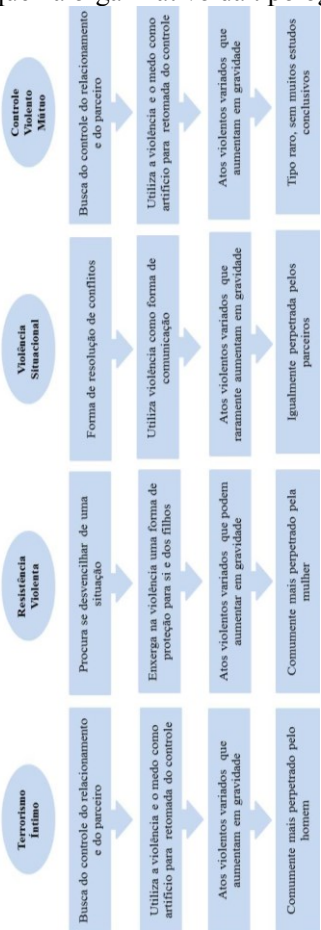 Terrorismo
Íntimo
Busca do controle do relacionamento
e do parceiro
Utiliza a violência e o medo como
artificio para retomada do controle
Atos violentos variados que
aumentam em gravidade
Comumente mais perpetrado pelo
homem
Resistência
Violenta
Procura se desvencilhar de uma
situação
Enxerga na violência uma forma de
proteção para si e dos filhos
Atos violentos variados que podem
aumentar em gravidade
Comumente mais perpetrado pela
mulher
Violência
Situacional
Forma de resolução de conflitos
Utiliza violência como forma de
comunicação
Atos violentos variados que
raramente aumentam em gravidade
Igualmente perpetrada pelos
parceiros
Controle
Violento
Mútuo
Busca do controle do relacionamento
e do parceiro
Utiliza a violência e o medo como
artificio para retomada do controle
Atos violentos variados que
aumentam em gravidade
Tipo raro, sem muitos estudos
conclusivos